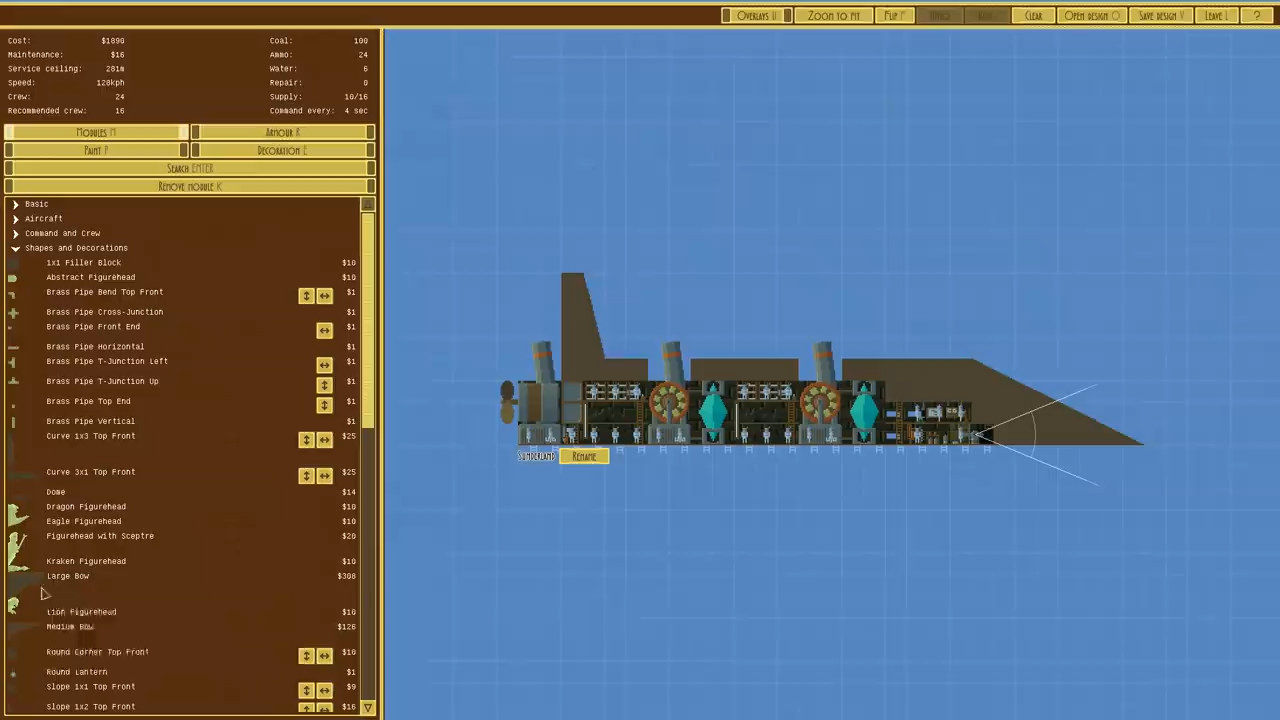 Overlays U Zoom to fit Flip F Clear Open design O Save design V Leave L ?
Cost: $1890 Coal: 100
Maintenance: $16 Ammo: 24
Service ceiling: 281m Water: 6
Speed: 128kph Repair: 0
Crew: 24 Supply: 10/16
Recommended crew: 16 Command every: 4 sec
Modules M Armour R
Paint P Decoration L
Search ENTER
Remove module K
Basic
Aircraft
Command and Crew
Shapes and Decorations
1x1 Filler Block $10
Abstract Figurehead $10
Brass Pipe Bend Top Front $1
Brass Pipe Cross-Junction $1
Brass Pipe Front End $1
Brass Pipe Horizontal $1
Brass Pipe T-Junction Left $1
Brass Pipe T-Junction Up $1
Brass Pipe Top End $1
Brass Pipe Vertical $1
Curve 1x3 Top Front $25
Sunderland Rename
Curve 3x1 Top Front $25
Dome $14
Dragon Figurehead $10
Eagle Figurehead $10
Figurehead with Sceptre $20
Kraken Figurehead $10
Large Bow $308
Lion Figurehead $10
Medium Bow $126
Round Corner Top Front $10
Round Lantern $1
Slope 1x1 Top Front $9
Slope 1x2 Top Front $16